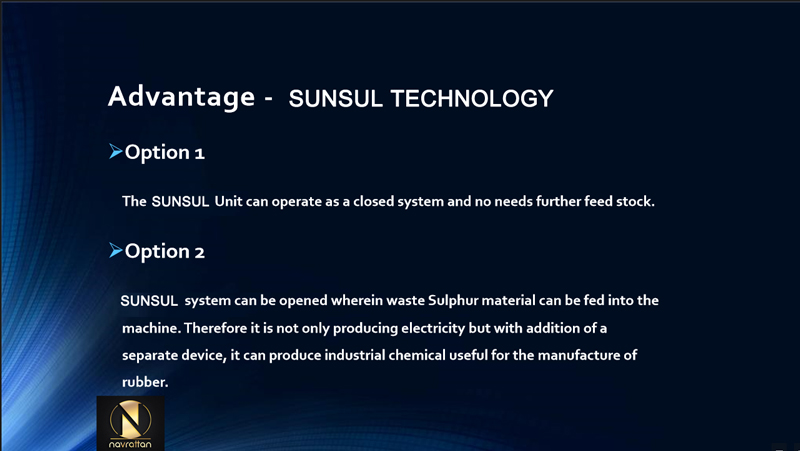 Advantage - SUNSUL TECHNOLOGY
Option 1
The SUNSUL Unit can operate as a closed system and no needs further feed stock.
Option 2
SUNSUL system can be opened wherein waste Sulphur material can be fed into the
machine. Therefore it is not only producing electricity but with addition of a
separate device, it can produce industrial chemical useful for the manufacture of
rubber.
N
navrattan